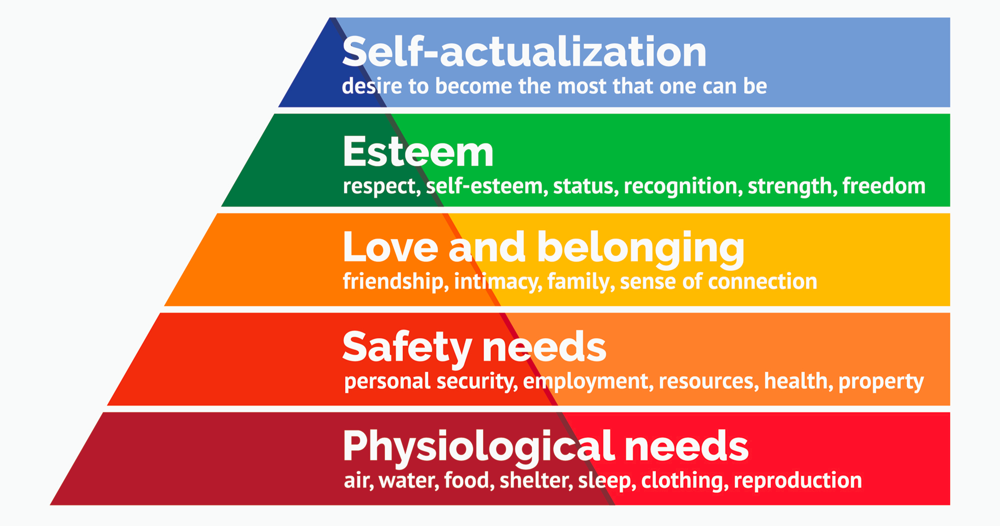 Self-actualization
desire to become the most that one can be
Esteem
respect, self-esteem, status, recognition, strength, freedom
Love and belonging
friendship, intimacy, family, sense of connection
Safety needs
personal security, employment, resources, health, property
Physiological needs
air, water, food, shelter, sleep, clothing, reproduction